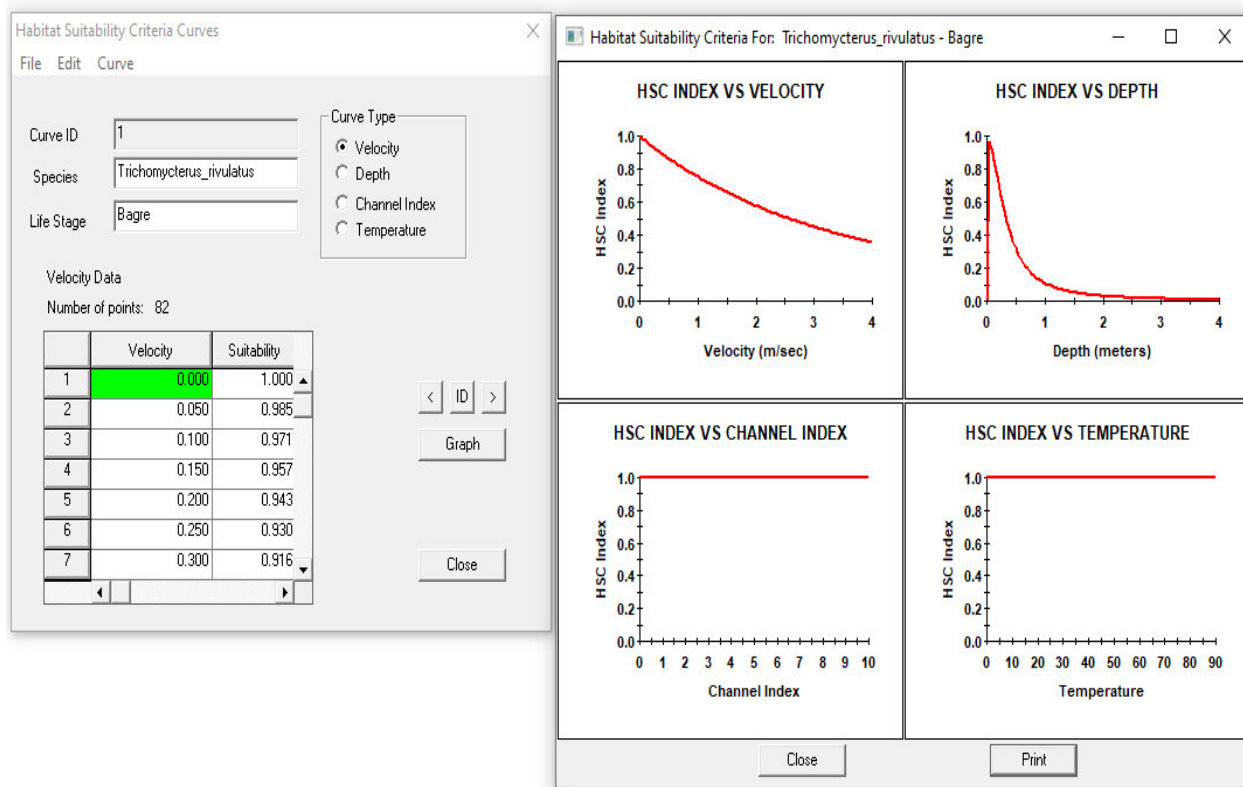 Habitat Suitability Criteria Curves
File Edit Curve
Curve ID 1
Species Trichomycterus_rivulatus
Life Stage Bagre
Curve Type
Velocity
Depth
Channel Index
Temperature
Velocity Data
Number of points: 82
Velocity Suitability
1 0.000 1.000
2 0.050 0.985
3 0.100 0.971
4 0.150 0.957
5 0.200 0.943
6 0.250 0.930
7 0.300 0.916
< ID >
Graph
Close
Habitat Suitability Criteria For: Trichomycterus_rivulatus - Bagre
HSC INDEX VS VELOCITY
HSC Index
1.0
0.8
0.6
0.4
0.2
0.0
0 1 2 3 4
Velocity (m/sec)
HSC INDEX VS DEPTH
HSC Index
1.0
0.8
0.6
0.4
0.2
0.0
0 1 2 3 4
Depth (meters)
HSC INDEX VS CHANNEL INDEX
HSC Index
1.0
0.8
0.6
0.4
0.2
0.0
0 1 2 3 4 5 6 7 8 9 10
Channel Index
HSC INDEX VS TEMPERATURE
HSC Index
1.0
0.8
0.6
0.4
0.2
0.0
0 10 20 30 40 50 60 70 80 90
Temperature
Close
Print